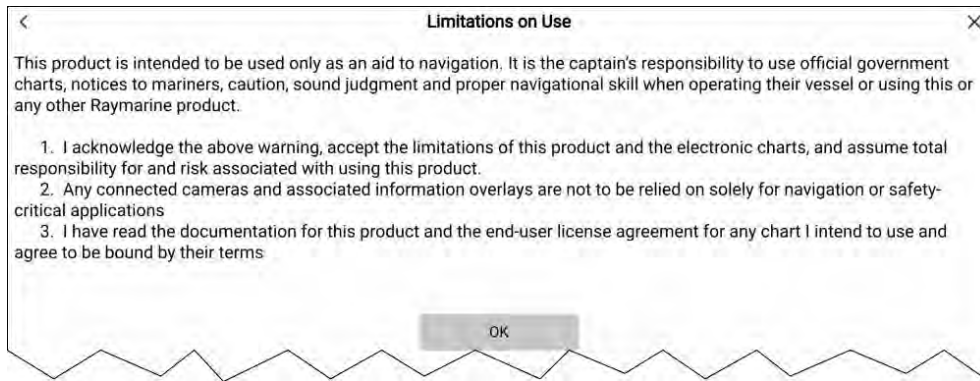 Limitations on Use
This product is intended to be used only as an aid to navigation. It is the captain's responsibility to use official government
charts, notices to mariners, caution, sound judgment and proper navigational skill when operating their vessel or using this or
any other Raymarine product.
1. I acknowledge the above warning, accept the limitations of this product and the electronic charts, and assume total
responsibility for and risk associated with using this product.
2. Any connected cameras and associated information overlays are not to be relied on solely for navigation or safety-
critical applications
3. I have read the documentation for this product and the end-user license agreement for any chart I intend to use and
agree to be bound by their terms
OK